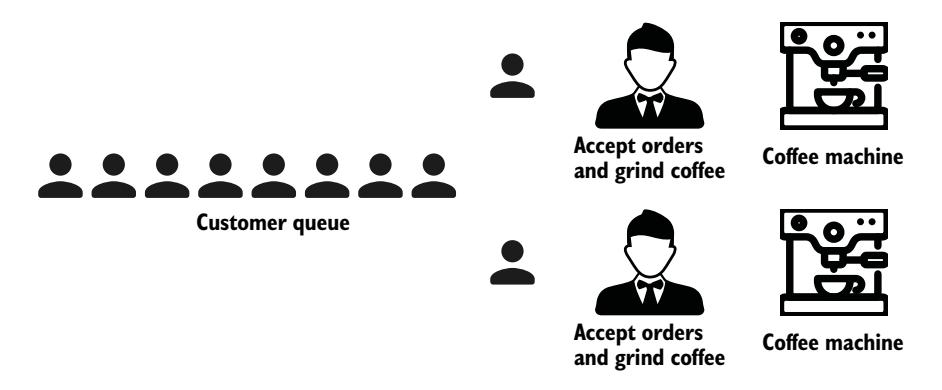 Accept orders
and grind coffee
Coffee machine
Customer queue
Accept orders
and grind coffee
Coffee machine